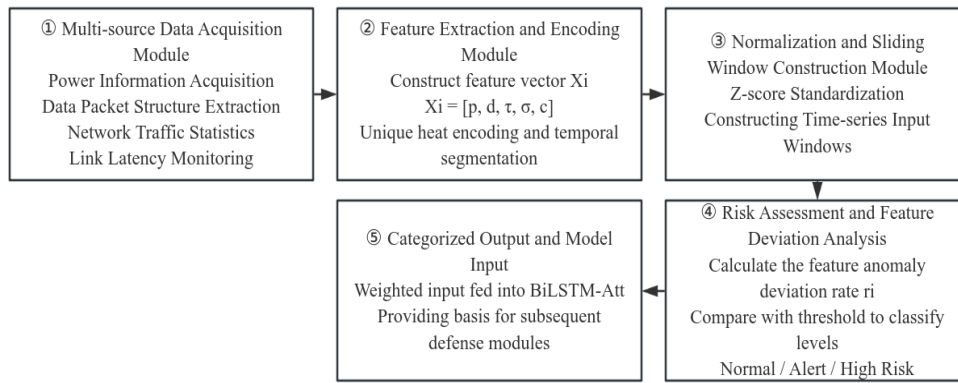 ① Multi-source Data Acquisition
Module
Power Information Acquisition
Data Packet Structure Extraction
Network Traffic Statistics
Link Latency Monitoring
② Feature Extraction and Encoding
Module
Construct feature vector Xi
Xi = [p, d, τ, σ, c]
Unique heat encoding and temporal
segmentation
③ Normalization and Sliding
Window Construction Module
Z-score Standardization
Constructing Time-series Input
Windows
④ Risk Assessment and Feature
Deviation Analysis
Calculate the feature anomaly
deviation rate ri
Compare with threshold to classify
levels
Normal / Alert / High Risk
⑤ Categorized Output and Model
Input
Weighted input fed into BiLSTM-Att
Providing basis for subsequent
defense modules